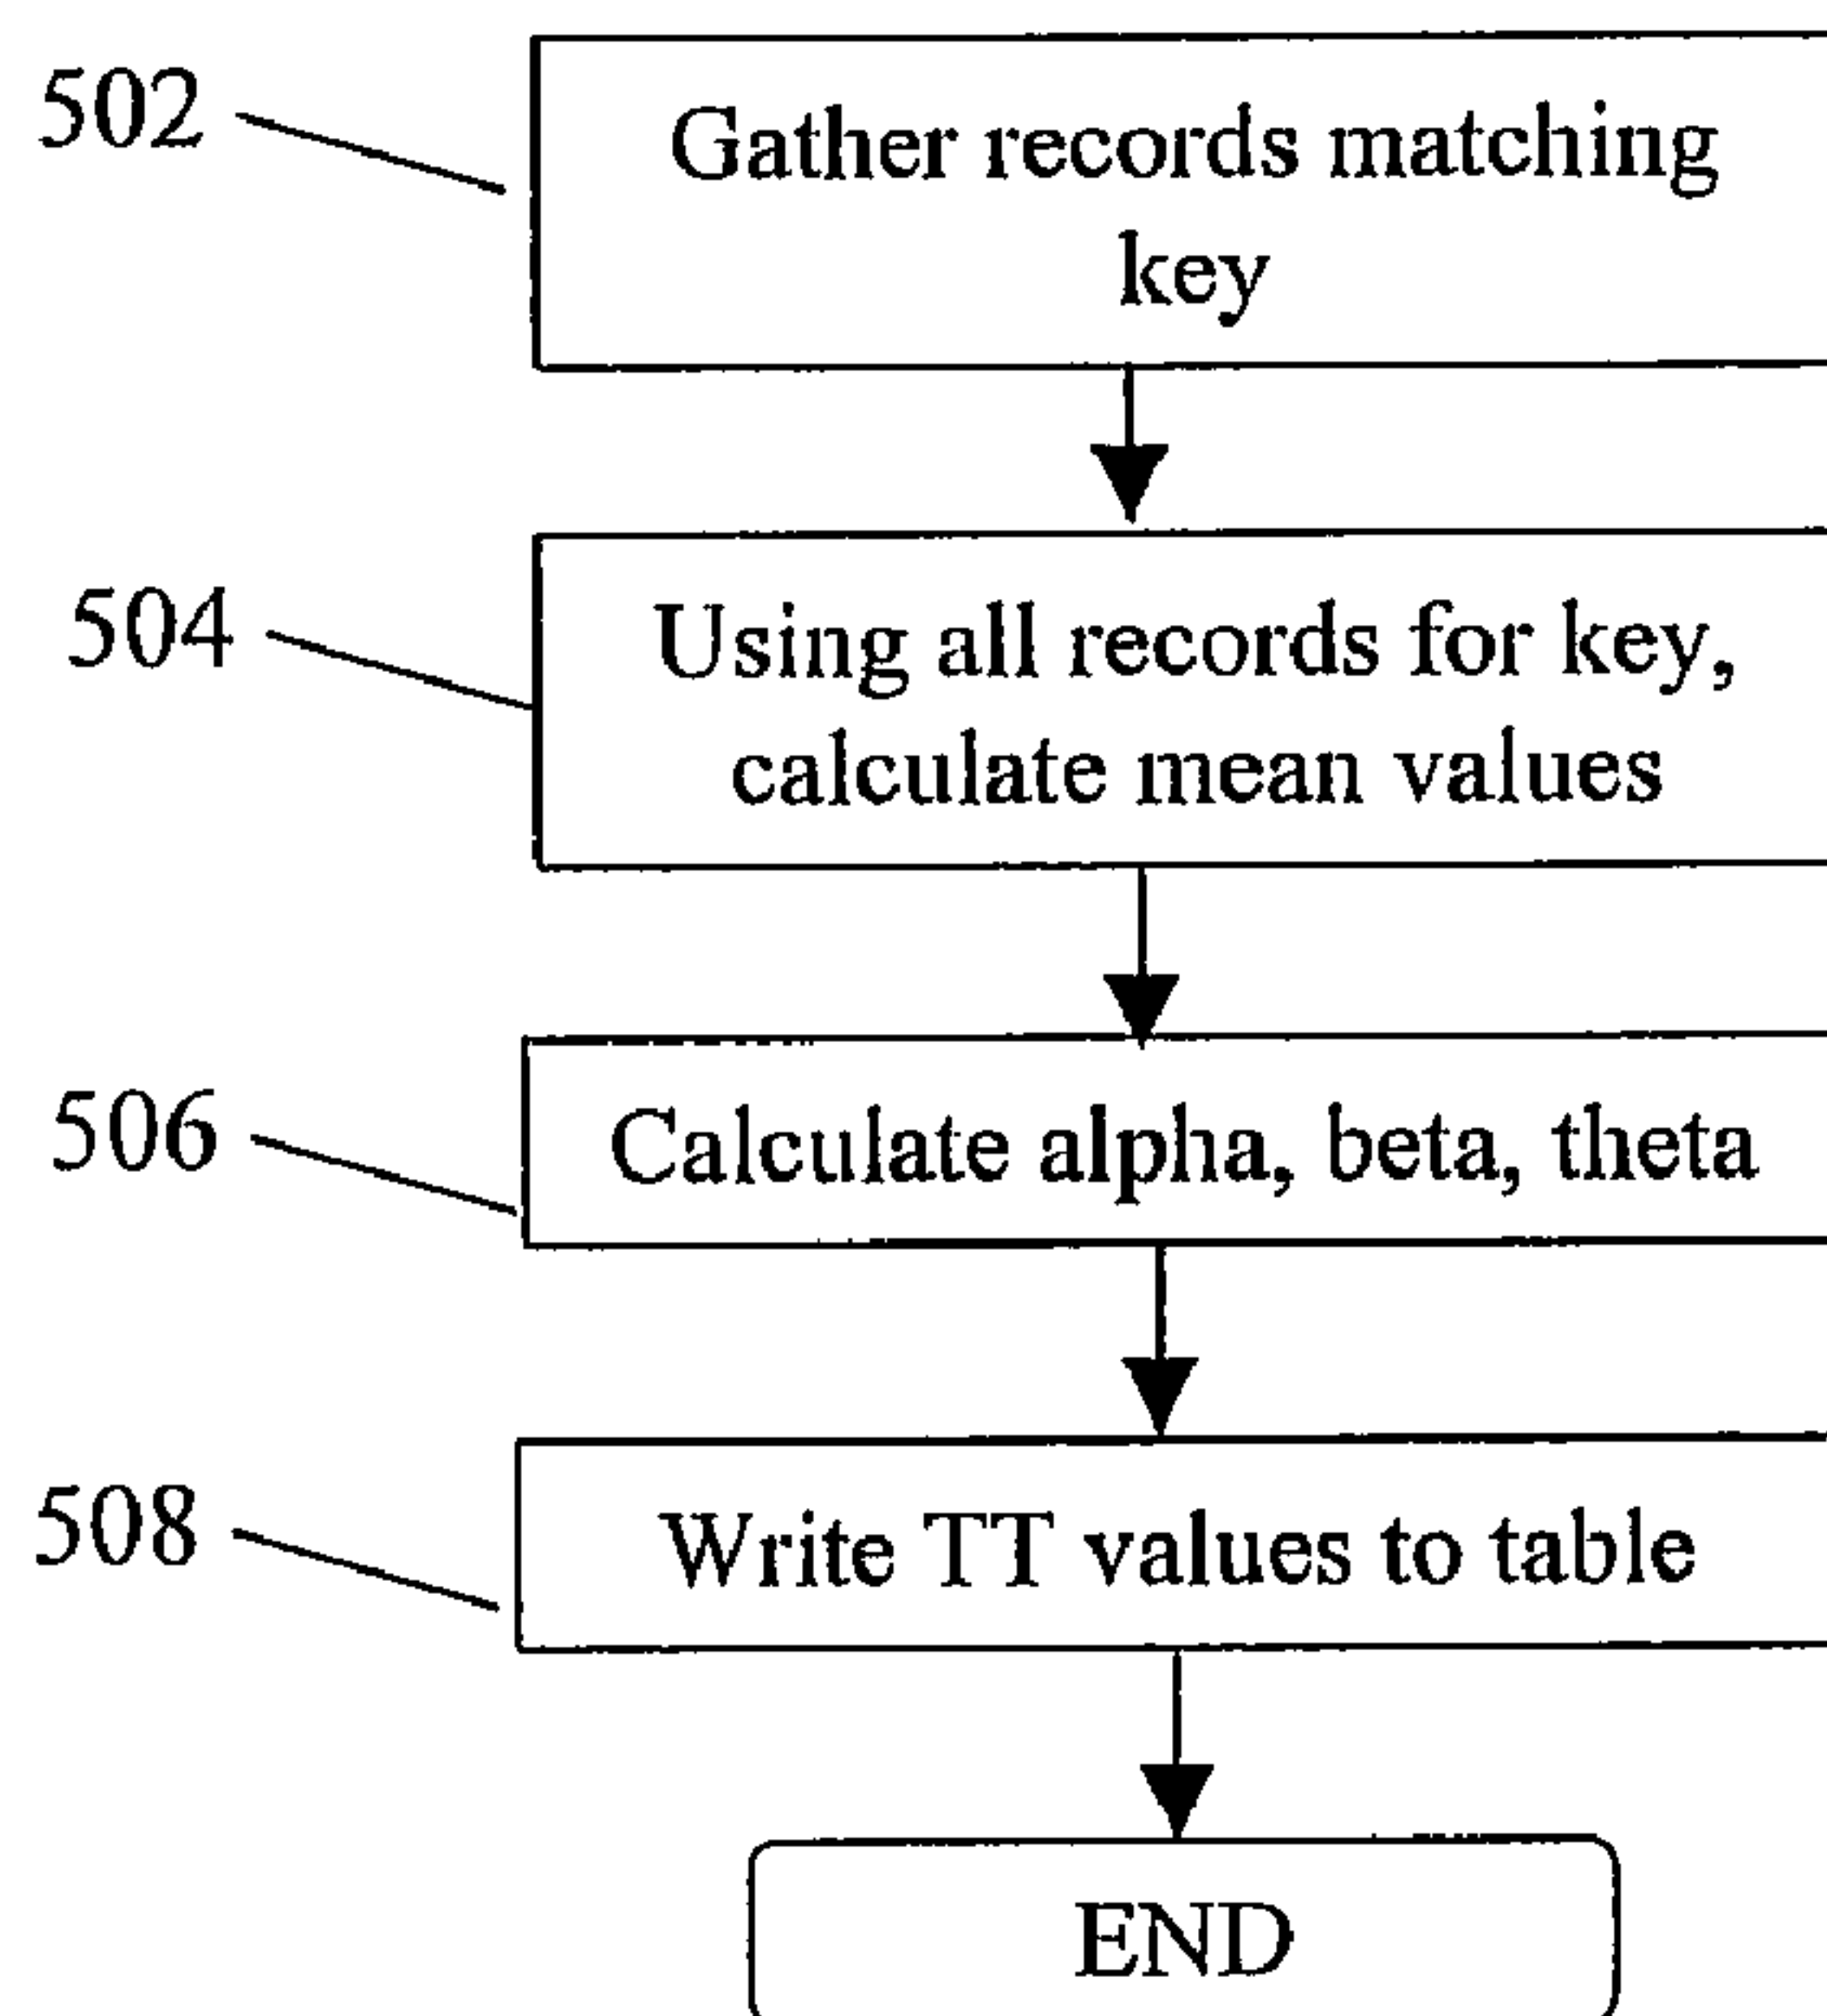 502
Gather records matching
key
504
Using all records for key,
calculate mean values
506
Calculate alpha, beta, theta
508
Write TT values to table
END